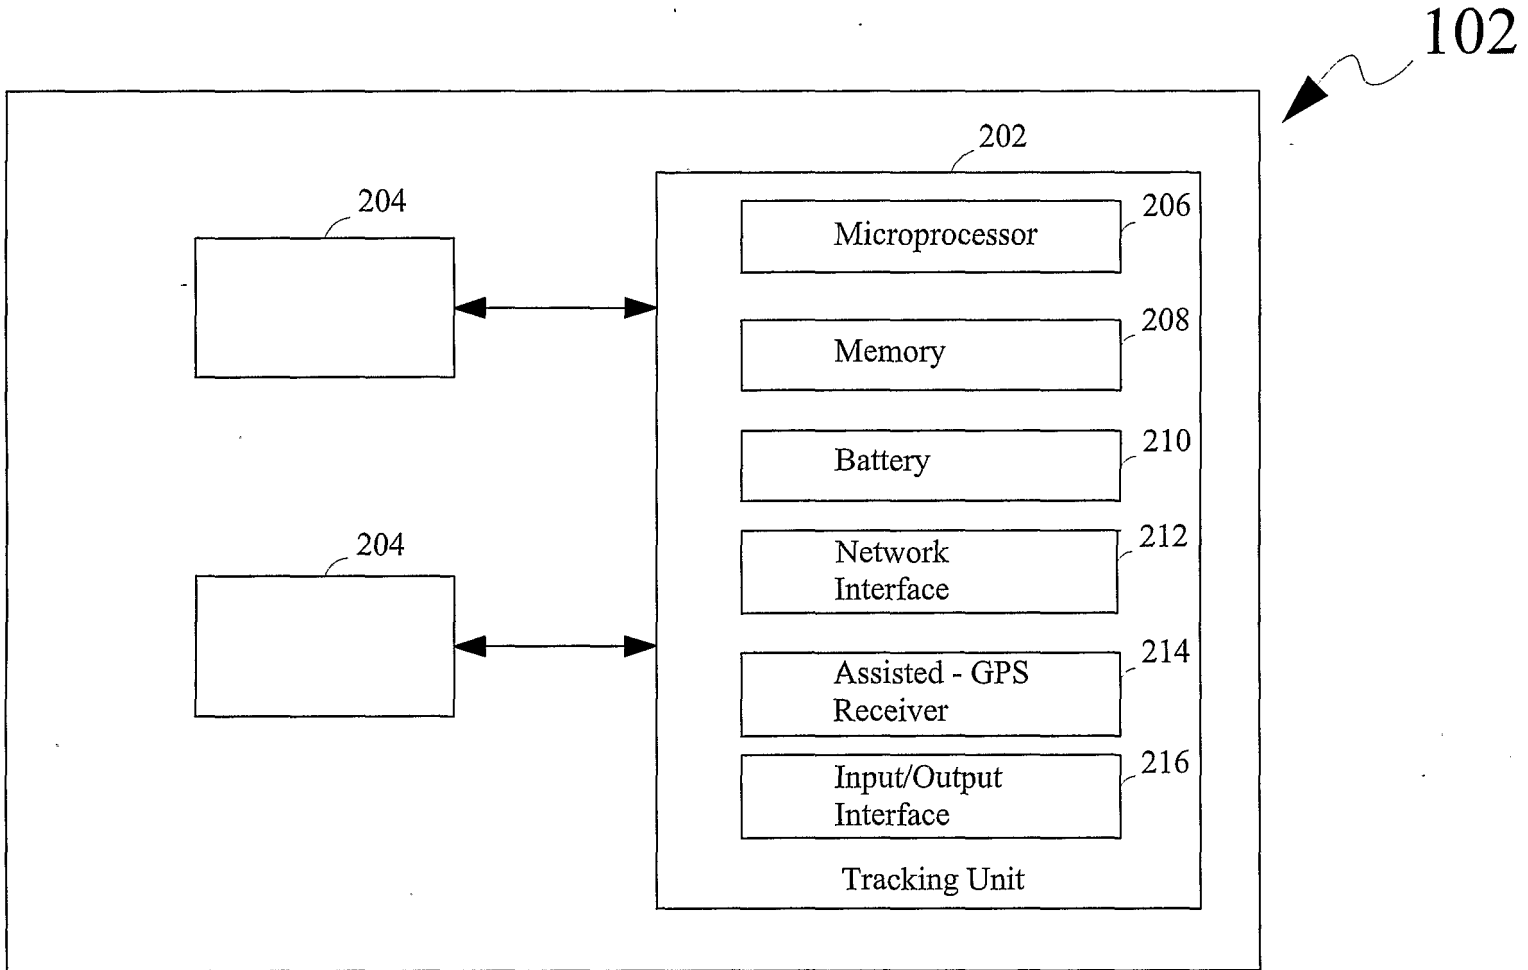 102
202
204
206
Microprocessor
208
Memory
210
Battery
204
212
Network
Interface
214
Assisted - GPS
Receiver
216
Input/Output
Interface
Tracking Unit